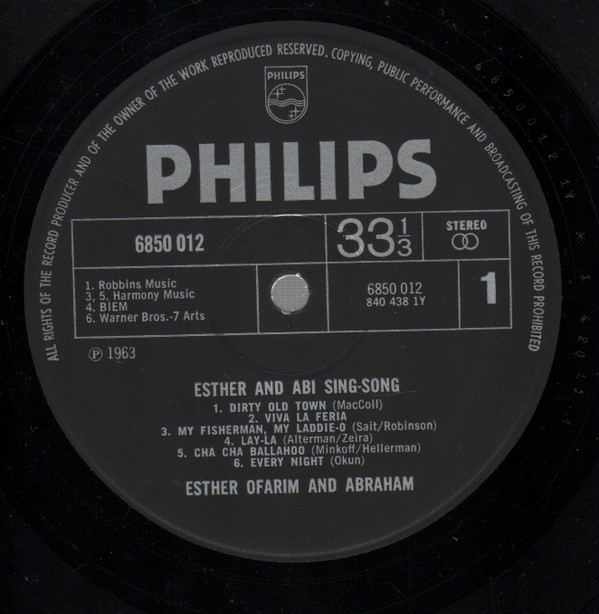 ALL RIGHTS OF THE RECORD PRODUCER AND OF THE OWNER OF THE WORK REPRODUCED RESERVED. COPYING, PUBLIC PERFORMANCE AND BROADCASTING OF THIS RECORD PROHIBITED
PHILIPS
PHILIPS
6850 012
33 1/3
STEREO
1. Robbins Music
3, 5. Harmony Music
4. BIEM
6. Warner Bros.-7 Arts
6850 012
840 438 1Y
1
℗ 1963
ESTHER AND ABI SING-SONG
1. DIRTY OLD TOWN (MacColl)
2. VIVA LA FERIA
3. MY FISHERMAN, MY LADDIE-O (Sait/Robinson)
4. LAY-LA (Alterman/Zeira)
5. CHA CHA BALLAHOO (Minkoff/Hellerman)
6. EVERY NIGHT (Okun)
ESTHER OFARIM AND ABRAHAM
6850012 1Y